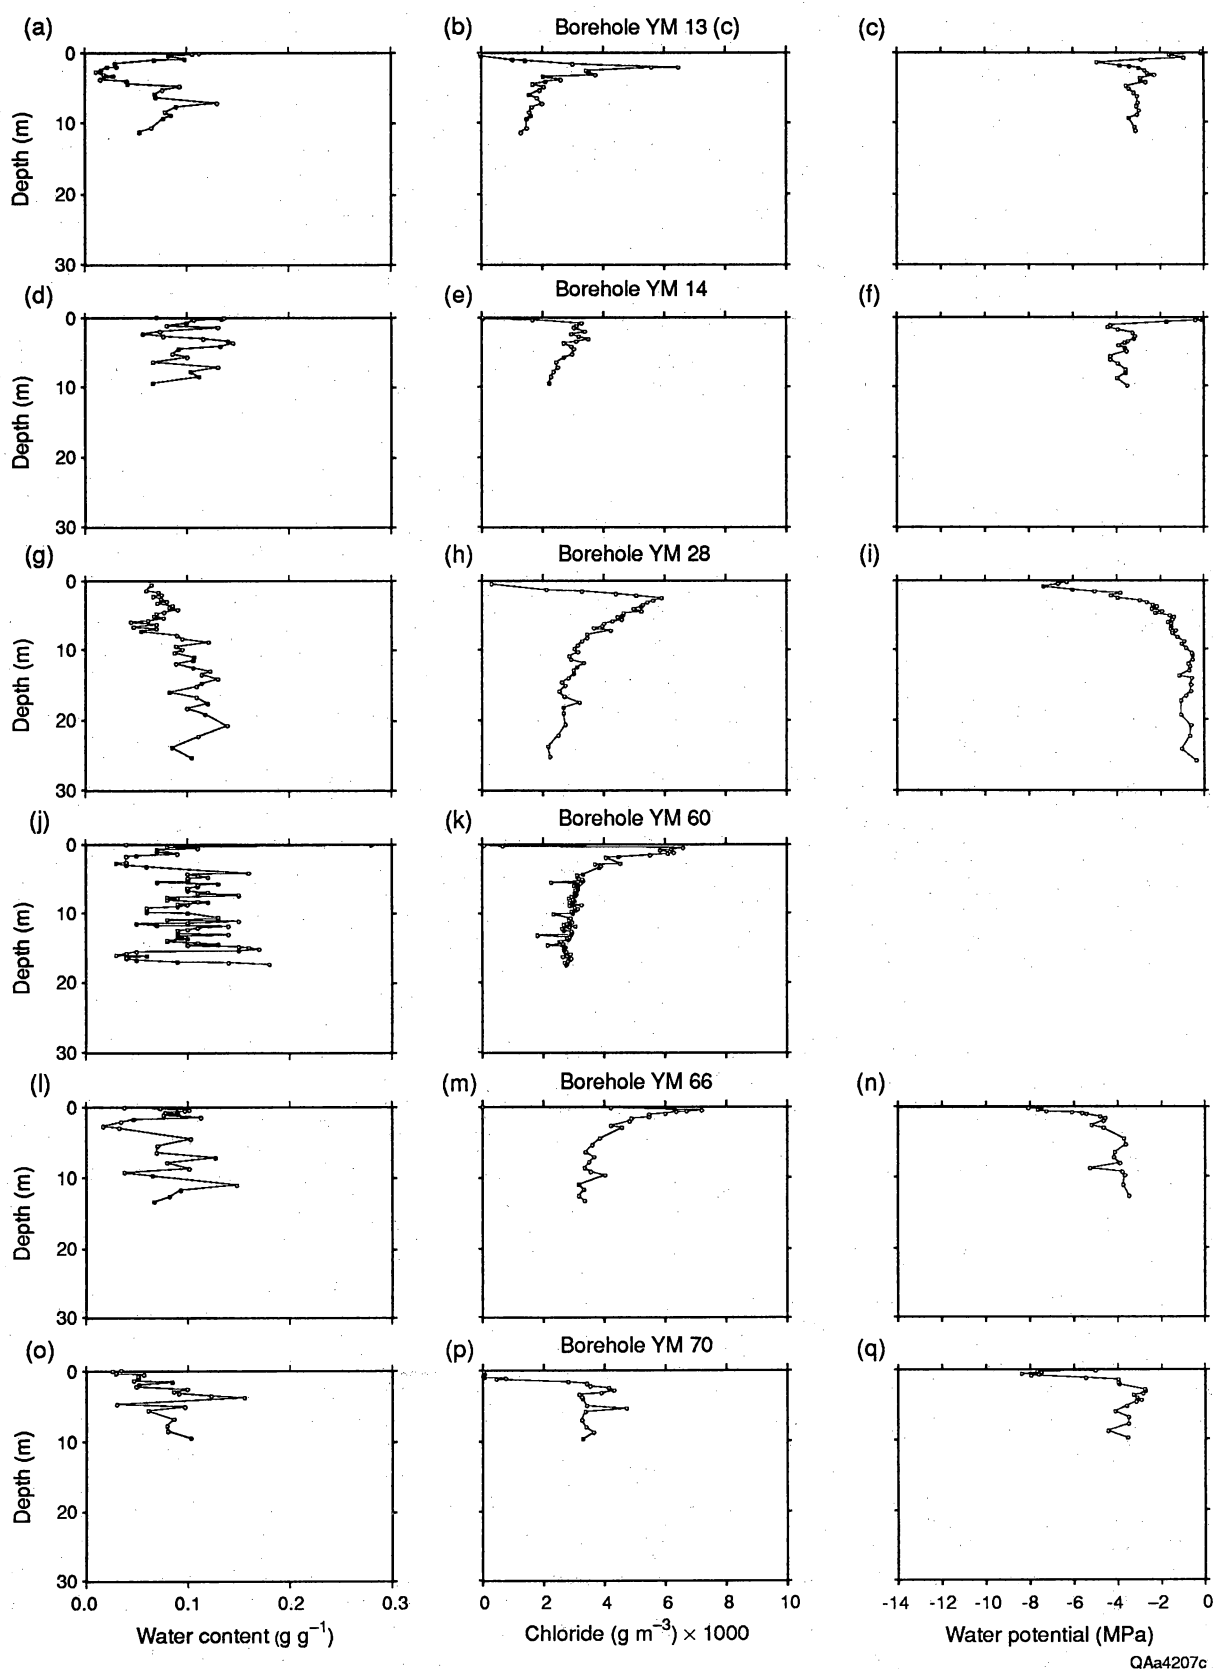 (a) (b) Borehole YM 13 (c) (c)
0
10
20
30
Depth (m)
(d) (e) Borehole YM 14 (f)
0
10
20
30
Depth (m)
(g) (h) Borehole YM 28 (i)
0
10
20
30
Depth (m)
(j) (k) Borehole YM 60
0
10
20
30
Depth (m)
(l) (m) Borehole YM 66 (n)
0
10
20
30
Depth (m)
(o) (p) Borehole YM 70 (q)
0
10
20
30
Depth (m)
0.0 0.1 0.2 0.3 0 2 4 6 8 10 -14 -12 -10 -8 -6 -4 -2 0
Water content (g g⁻¹) Chloride (g m⁻³) × 1000 Water potential (MPa)
QAa4207c